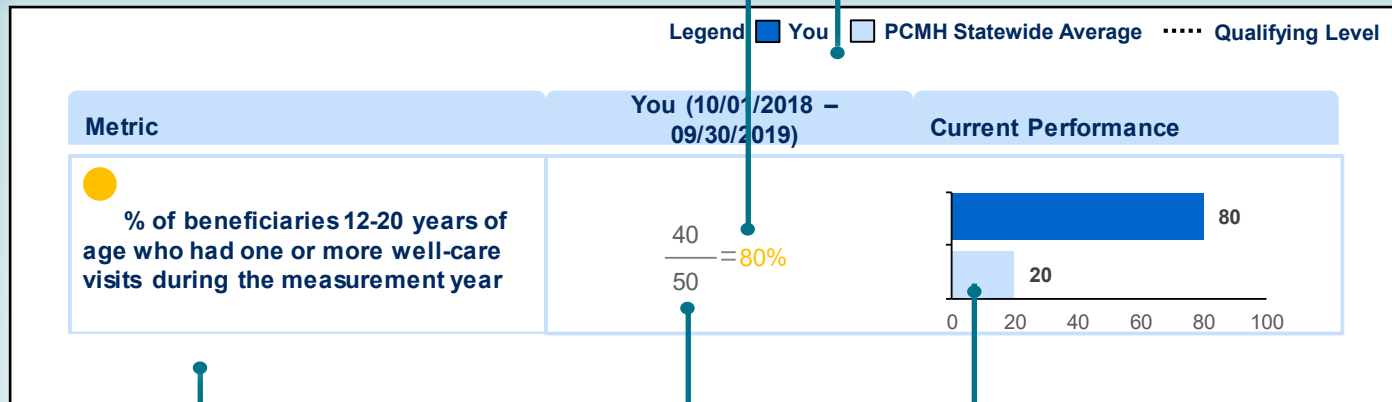 Legend You PCMH Statewide Average Qualifying Level
Metric
You (10/01/2018 –
09/30/2019)
Current Performance
% of beneficiaries 12-20 years of
age who had one or more well-care
visits during the measurement year
40
50
=80%
80
20
0 20 40 60 80 100